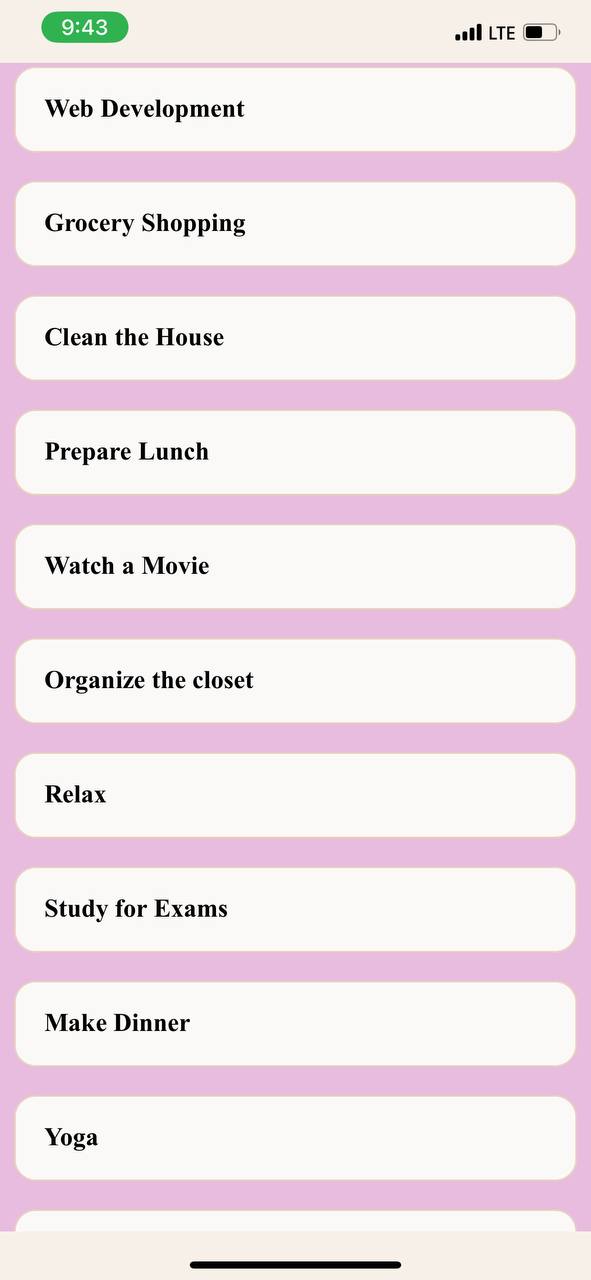 9:43
LTE
Web Development
Grocery Shopping
Clean the House
Prepare Lunch
Watch a Movie
Organize the closet
Relax
Study for Exams
Make Dinner
Yoga